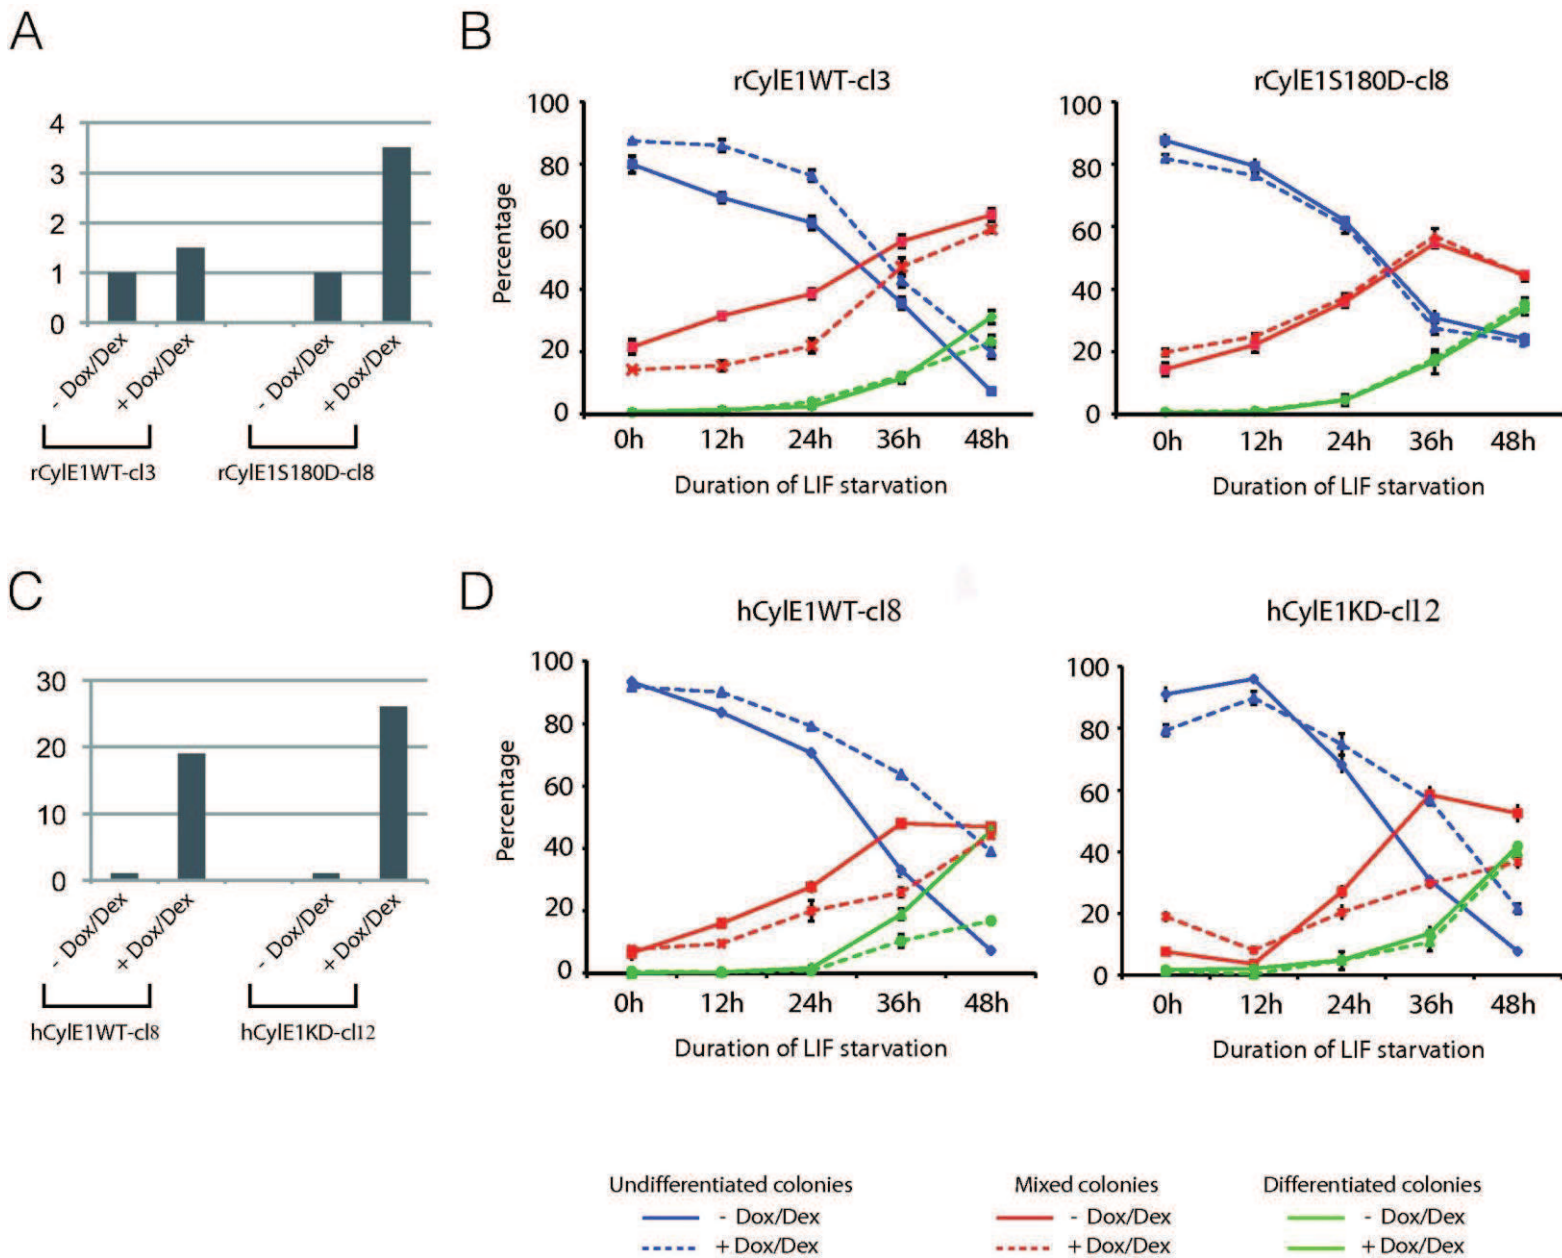 A
B
rCylE1WT-cl3
rCylE1S180D-cl8
4
3
2
1
0
- Dox/Dex
+ Dox/Dex
- Dox/Dex
+ Dox/Dex
rCylE1WT-cl3
rCylE1S180D-cl8
Percentage
100
80
60
40
20
0
0h 12h 24h 36h 48h
Duration of LIF starvation
100
80
60
40
20
0
0h 12h 24h 36h 48h
Duration of LIF starvation
C
D
hCylE1WT-cl8
hCylE1KD-cl12
30
20
10
0
- Dox/Dex
+ Dox/Dex
- Dox/Dex
+ Dox/Dex
hCylE1WT-cl8
hCylE1KD-cl12
Percentage
100
80
60
40
20
0
0h 12h 24h 36h 48h
Duration of LIF starvation
100
80
60
40
20
0
0h 12h 24h 36h 48h
Duration of LIF starvation
Undifferentiated colonies
- Dox/Dex
+ Dox/Dex
Mixed colonies
- Dox/Dex
+ Dox/Dex
Differentiated colonies
- Dox/Dex
+ Dox/Dex